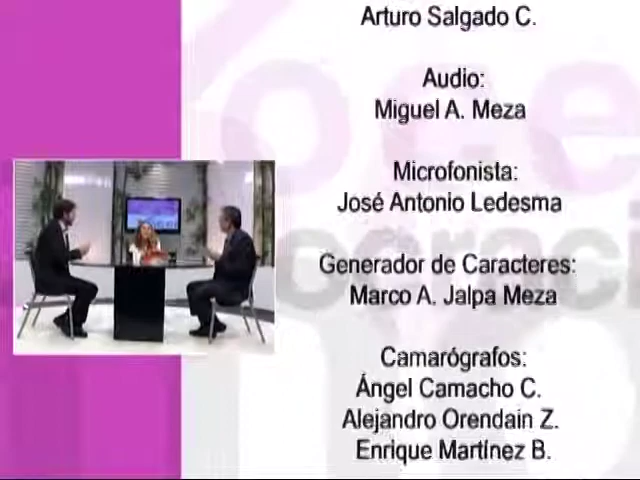 Arturo Salgado C.
Audio:
Miguel A. Meza
Microfonista:
José Antonio Ledesma
Generador de Caracteres:
Marco A. Jalpa Meza
Camarógrafos:
Ángel Camacho C.
Alejandro Orendain Z.
Enrique Martínez B.